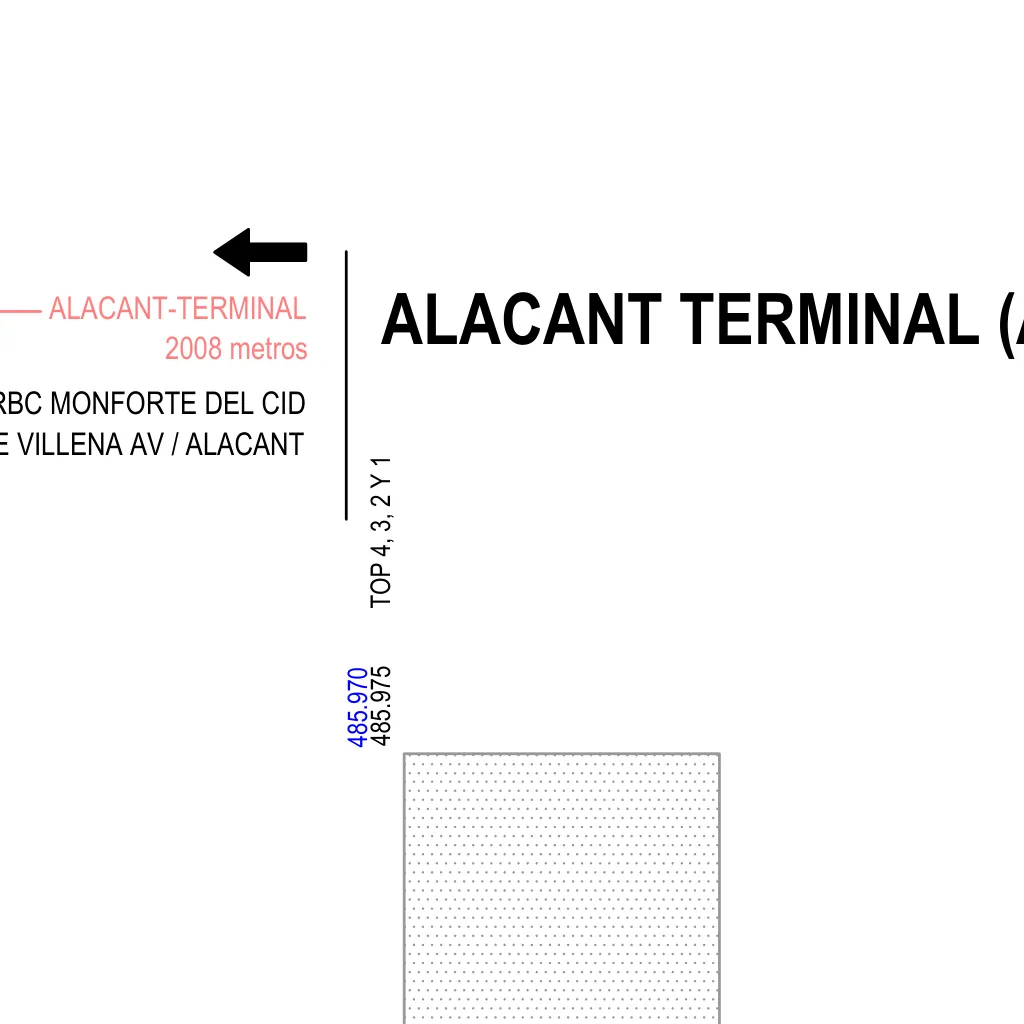 ALACANT-TERMINAL
2008 metros
RBC MONFORTE DEL CID
E VILLENA AV / ALACANT
ALACANT TERMINAL (A
TOP 4, 3, 2 Y 1
485.970
485.975